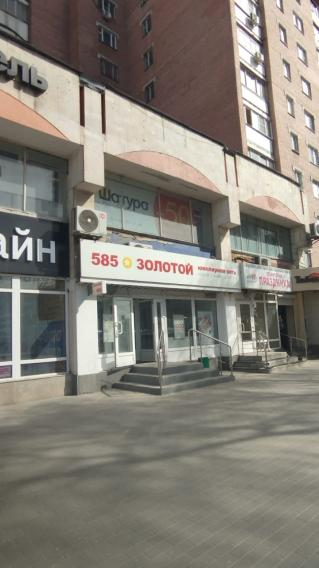 ель
Шатура
50
айн
585 ЗОЛОТОЙ
ювелирная сеть
ПРАЗДНИКА